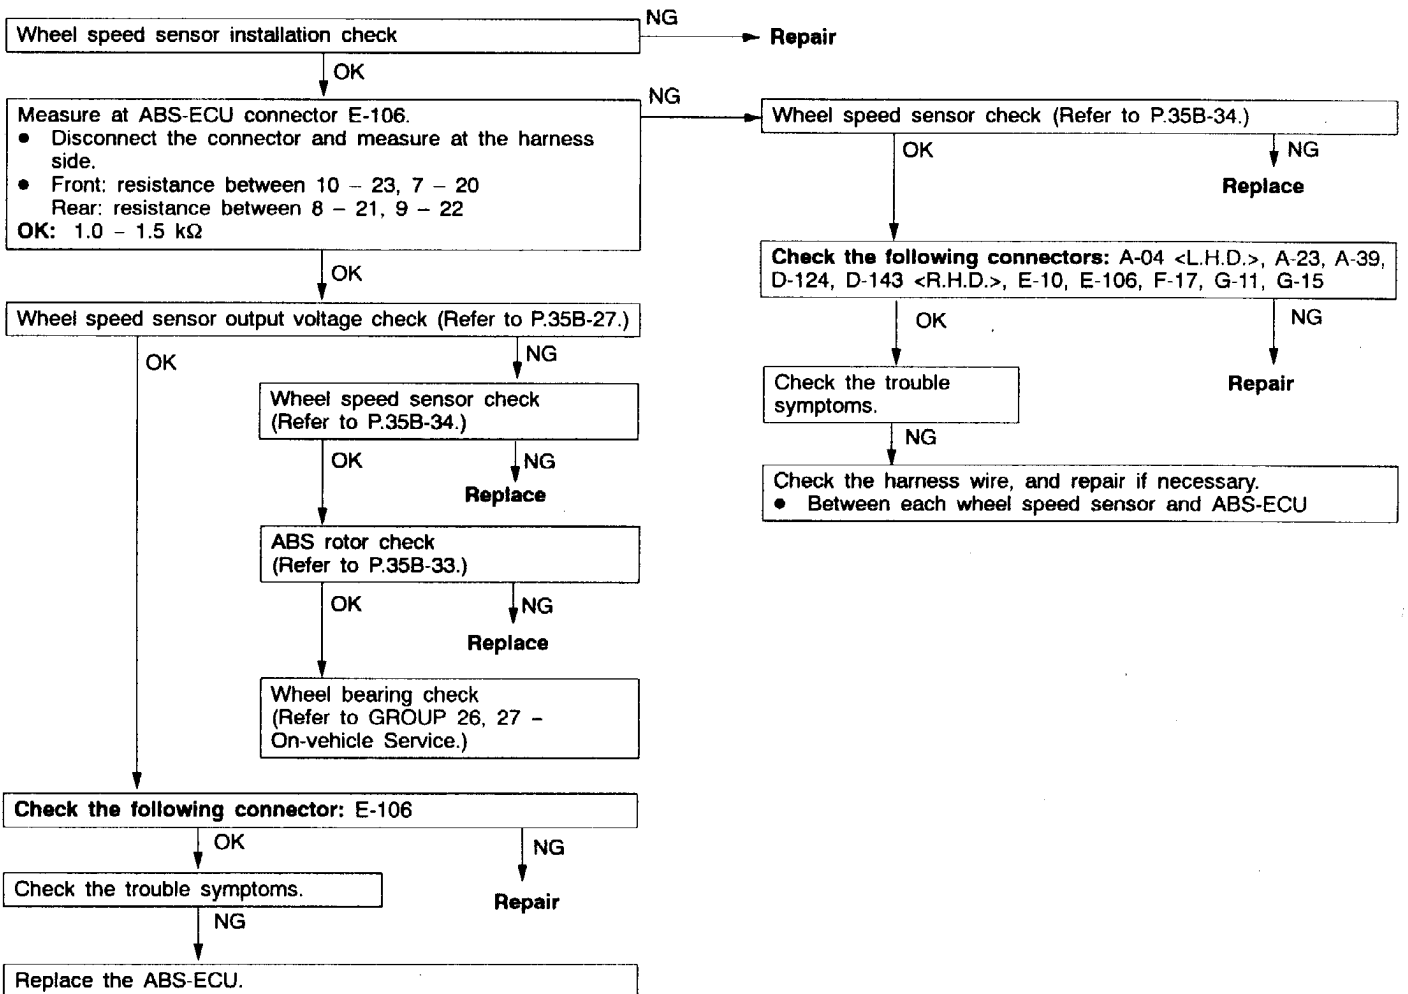 Wheel speed sensor installation check
NG
Repair
OK
Measure at ABS-ECU connector E-106.
● Disconnect the connector and measure at the harness
side.
● Front: resistance between 10 – 23, 7 – 20
Rear: resistance between 8 – 21, 9 – 22
OK: 1.0 – 1.5 kΩ
NG
Wheel speed sensor check (Refer to P.35B-34.)
OK
NG
Replace
Check the following connectors: A-04 <L.H.D.>, A-23, A-39,
D-124, D-143 <R.H.D.>, E-10, E-106, F-17, G-11, G-15
OK
NG
Repair
Check the trouble
symptoms.
NG
Check the harness wire, and repair if necessary.
● Between each wheel speed sensor and ABS-ECU
OK
Wheel speed sensor output voltage check (Refer to P.35B-27.)
OK
NG
Wheel speed sensor check
(Refer to P.35B-34.)
OK
NG
Replace
ABS rotor check
(Refer to P.35B-33.)
OK
NG
Replace
Wheel bearing check
(Refer to GROUP 26, 27 –
On-vehicle Service.)
Check the following connector: E-106
OK
NG
Repair
Check the trouble symptoms.
NG
Replace the ABS-ECU.